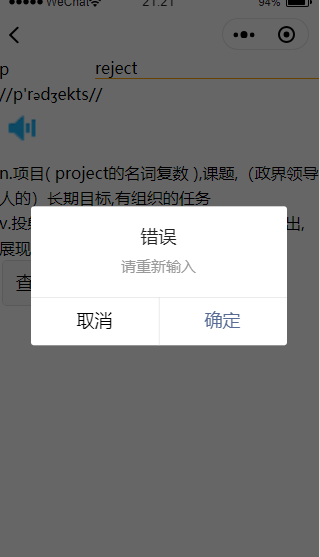 WeChat 21:21 94%
p reject
//p'rədʒekts//
n.项目( project的名词复数 ),课题,（政界领导
人的）长期目标,有组织的任务
v.投 出,
展现
查
错误
请重新输入
取消 确定